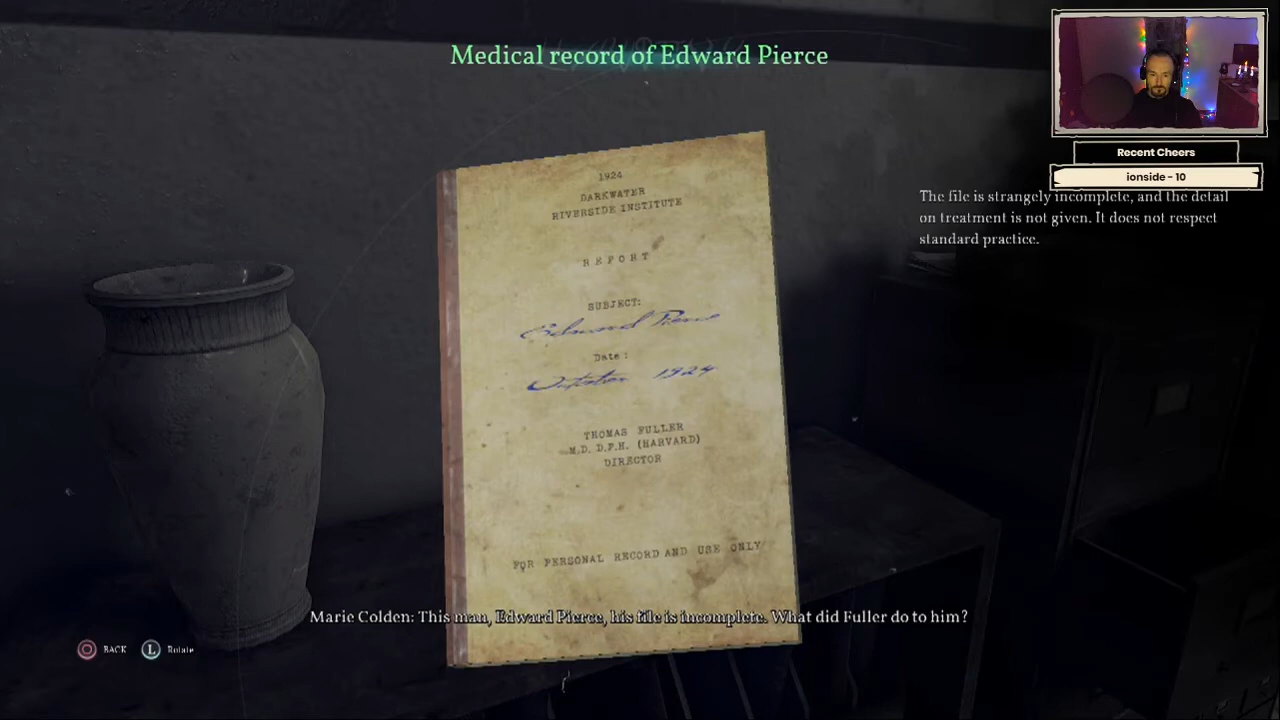 Medical record of Edward Pierce
Recent Cheers
ionside - 10
The file is strangely incomplete, and the detail
on treatment is not given. It does not respect
standard practice.
1924
DARKWATER
RIVERSIDE INSTITUTE
REPORT
SUBJECT:
Edward Pierce
Date :
October 1924
THOMAS FULLER
M.D. D.P.H. (HARVARD)
DIRECTOR
FOR PERSONAL RECORD AND USE ONLY
Marie Colden: This man, Edward Pierce, his file is incomplete. What did Fuller do to him?
BACK
L
Rotate